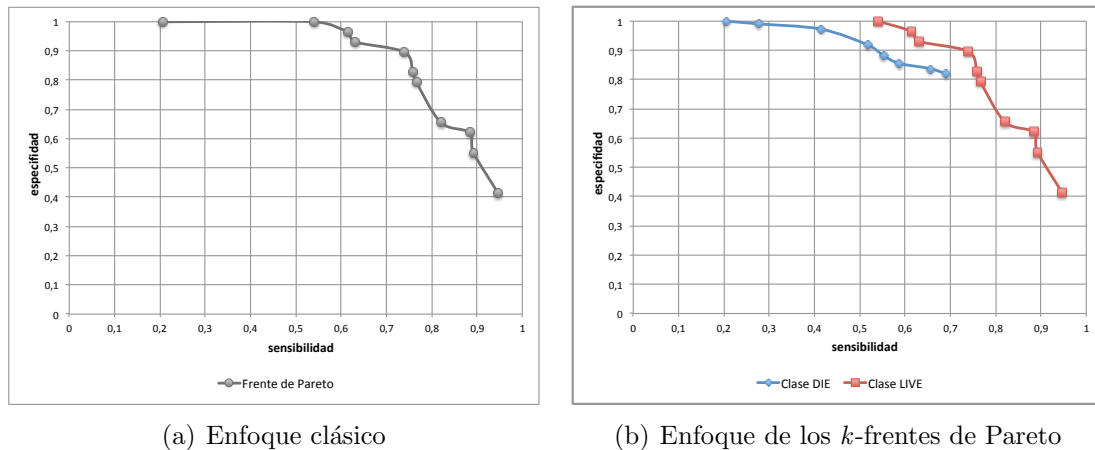 1
0,9
0,8
0,7
0,6
0,5
0,4
0,3
0,2
0,1
0
especifidad
0 0,1 0,2 0,3 0,4 0,5 0,6 0,7 0,8 0,9 1
sensibilidad
Frente de Pareto
(a) Enfoque clásico
1
0,9
0,8
0,7
0,6
0,5
0,4
0,3
0,2
0,1
0
especifidad
0 0,1 0,2 0,3 0,4 0,5 0,6 0,7 0,8 0,9 1
sensibilidad
Clase DIE Clase LIVE
(b) Enfoque de los k-frentes de Pareto